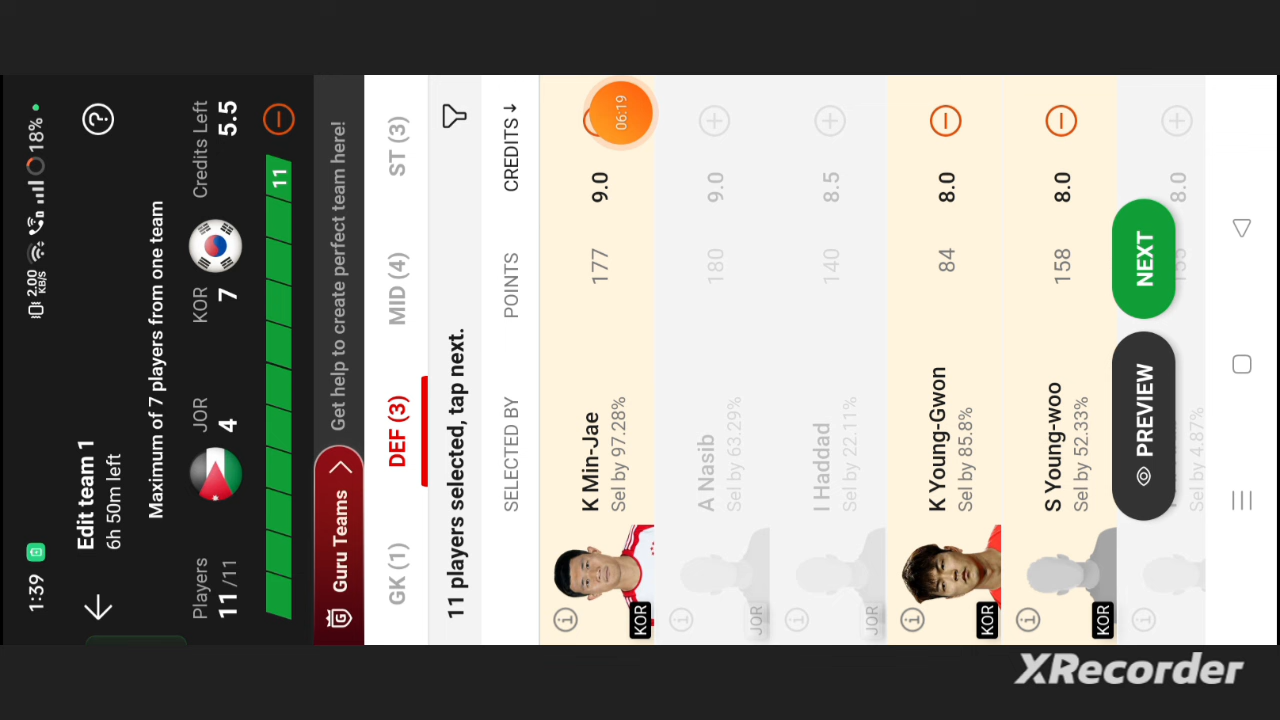 1:39
2.00
KB/S
18%
Edit team 1
6h 50m left
Maximum of 7 players from one team
Players
11 /11
JOR
4
KOR
7
Credits Left
5.5
11
Guru Teams
Get help to create perfect team here!
GK (1)
DEF (3)
MID (4)
ST (3)
11 players selected, tap next.
SELECTED BY
POINTS
CREDITS
06:19
KOR
K Min-Jae
Sel by 97.28%
177
9.0
JOR
A Nasib
Sel by 63.29%
180
9.0
JOR
I Haddad
Sel by 22.11%
140
8.5
KOR
K Young-Gwon
Sel by 85.8%
84
8.0
KOR
S Young-woo
Sel by 52.33%
158
8.0
8.0
Sel by 4.87%
PREVIEW
NEXT
XRecorder